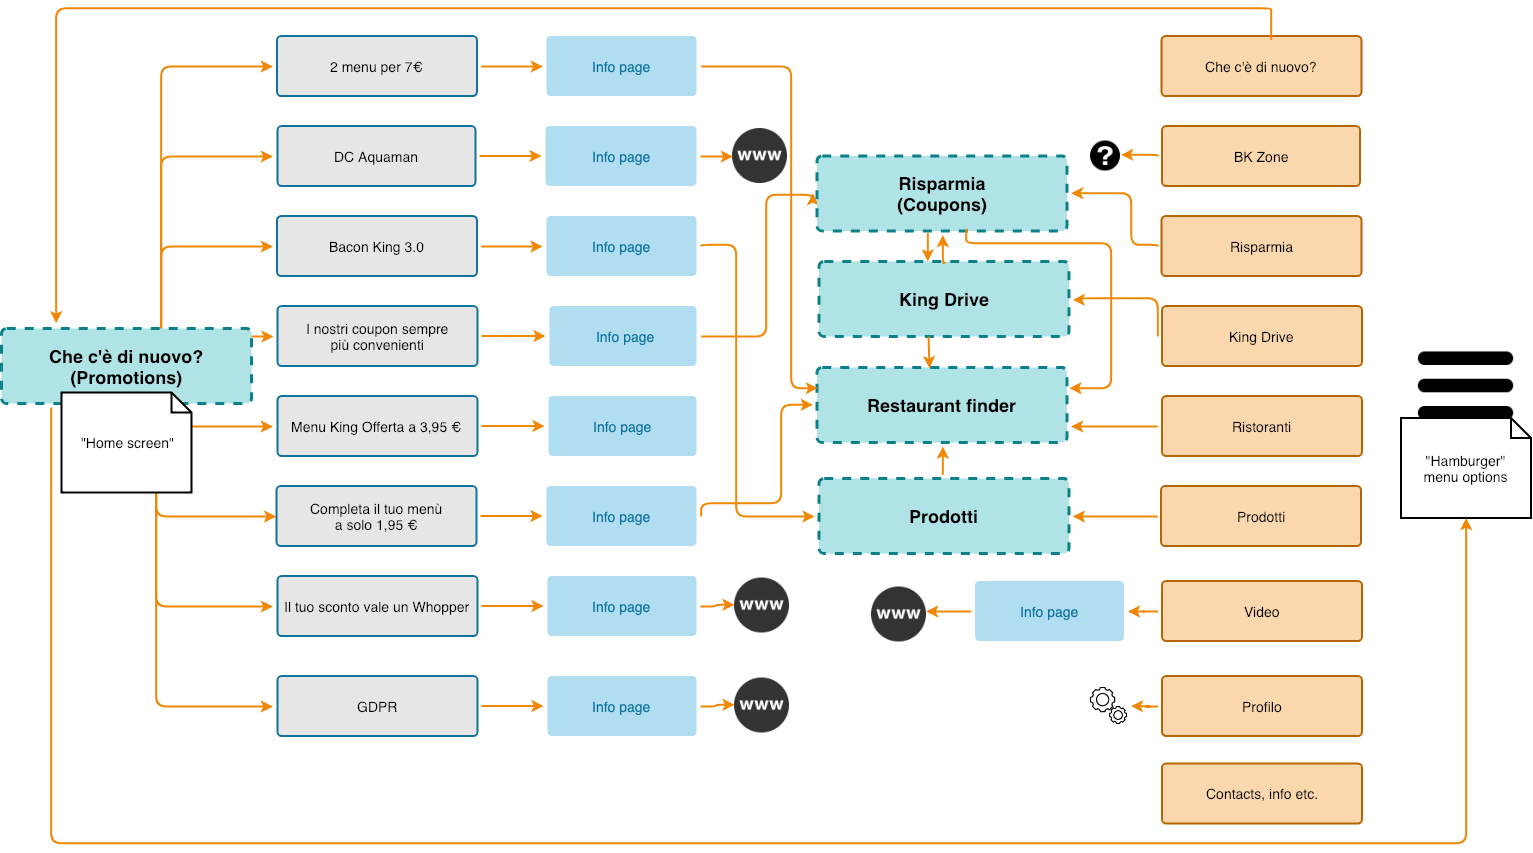 2 menu per 7€
Info page
Che c'è di nuovo?
DC Aquaman
Info page
www
?
BK Zone
Risparmia
(Coupons)
Bacon King 3.0
Info page
Risparmia
King Drive
I nostri coupon sempre
più convenienti
Info page
King Drive
Che c'è di nuovo?
(Promotions)
"Home screen"
Menu King Offerta a 3,95 €
Info page
Restaurant finder
Ristoranti
"Hamburger"
menu options
Completa il tuo menù
a solo 1,95 €
Info page
Prodotti
Prodotti
Il tuo sconto vale un Whopper
Info page
www
www
Info page
Video
GDPR
Info page
www
Profilo
Contacts, info etc.